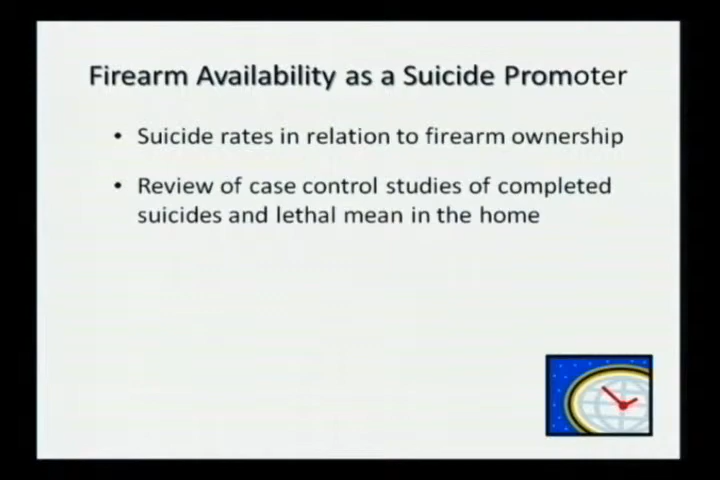 Firearm Availability as a Suicide Promoter
• Suicide rates in relation to firearm ownership
• Review of case control studies of completed
suicides and lethal mean in the home